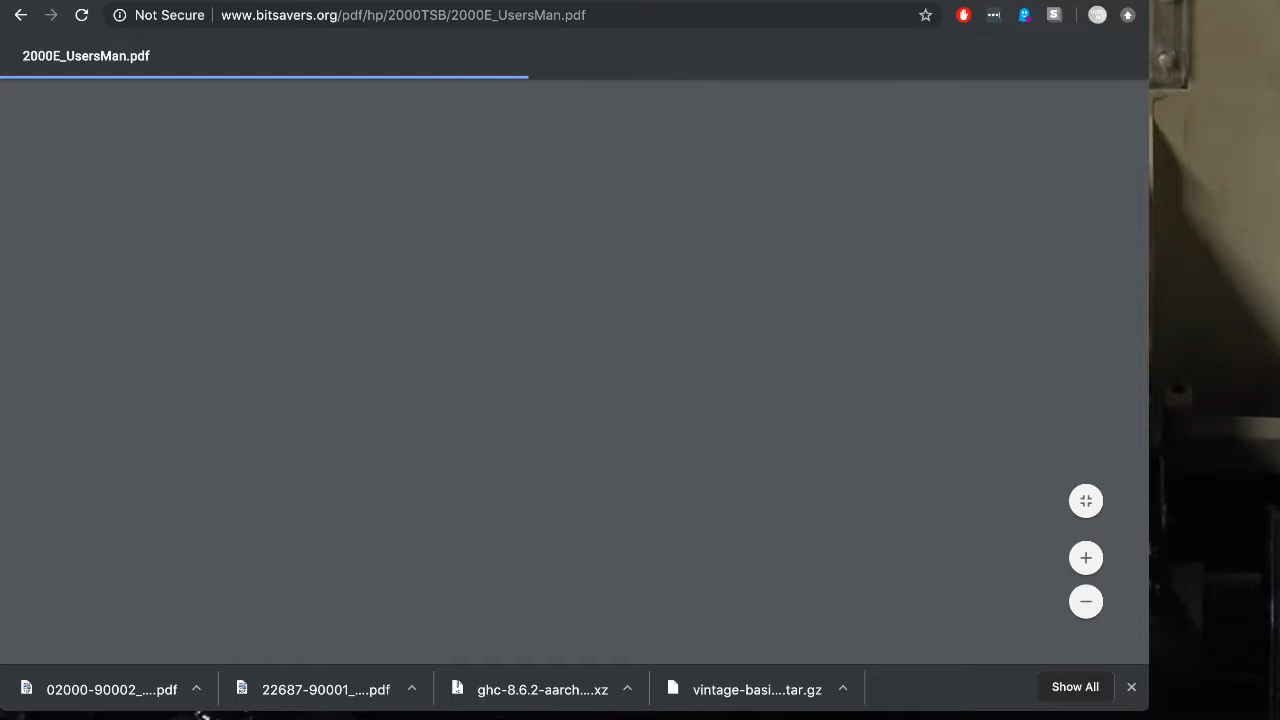 Not Secure www.bitsavers.org/pdf/hp/2000TSB/2000E_UsersMan.pdf S
2000E_UsersMan.pdf
02000-90002_....pdf 22687-90001_....pdf ghc-8.6.2-aarch....xz vintage-basi....tar.gz Show All